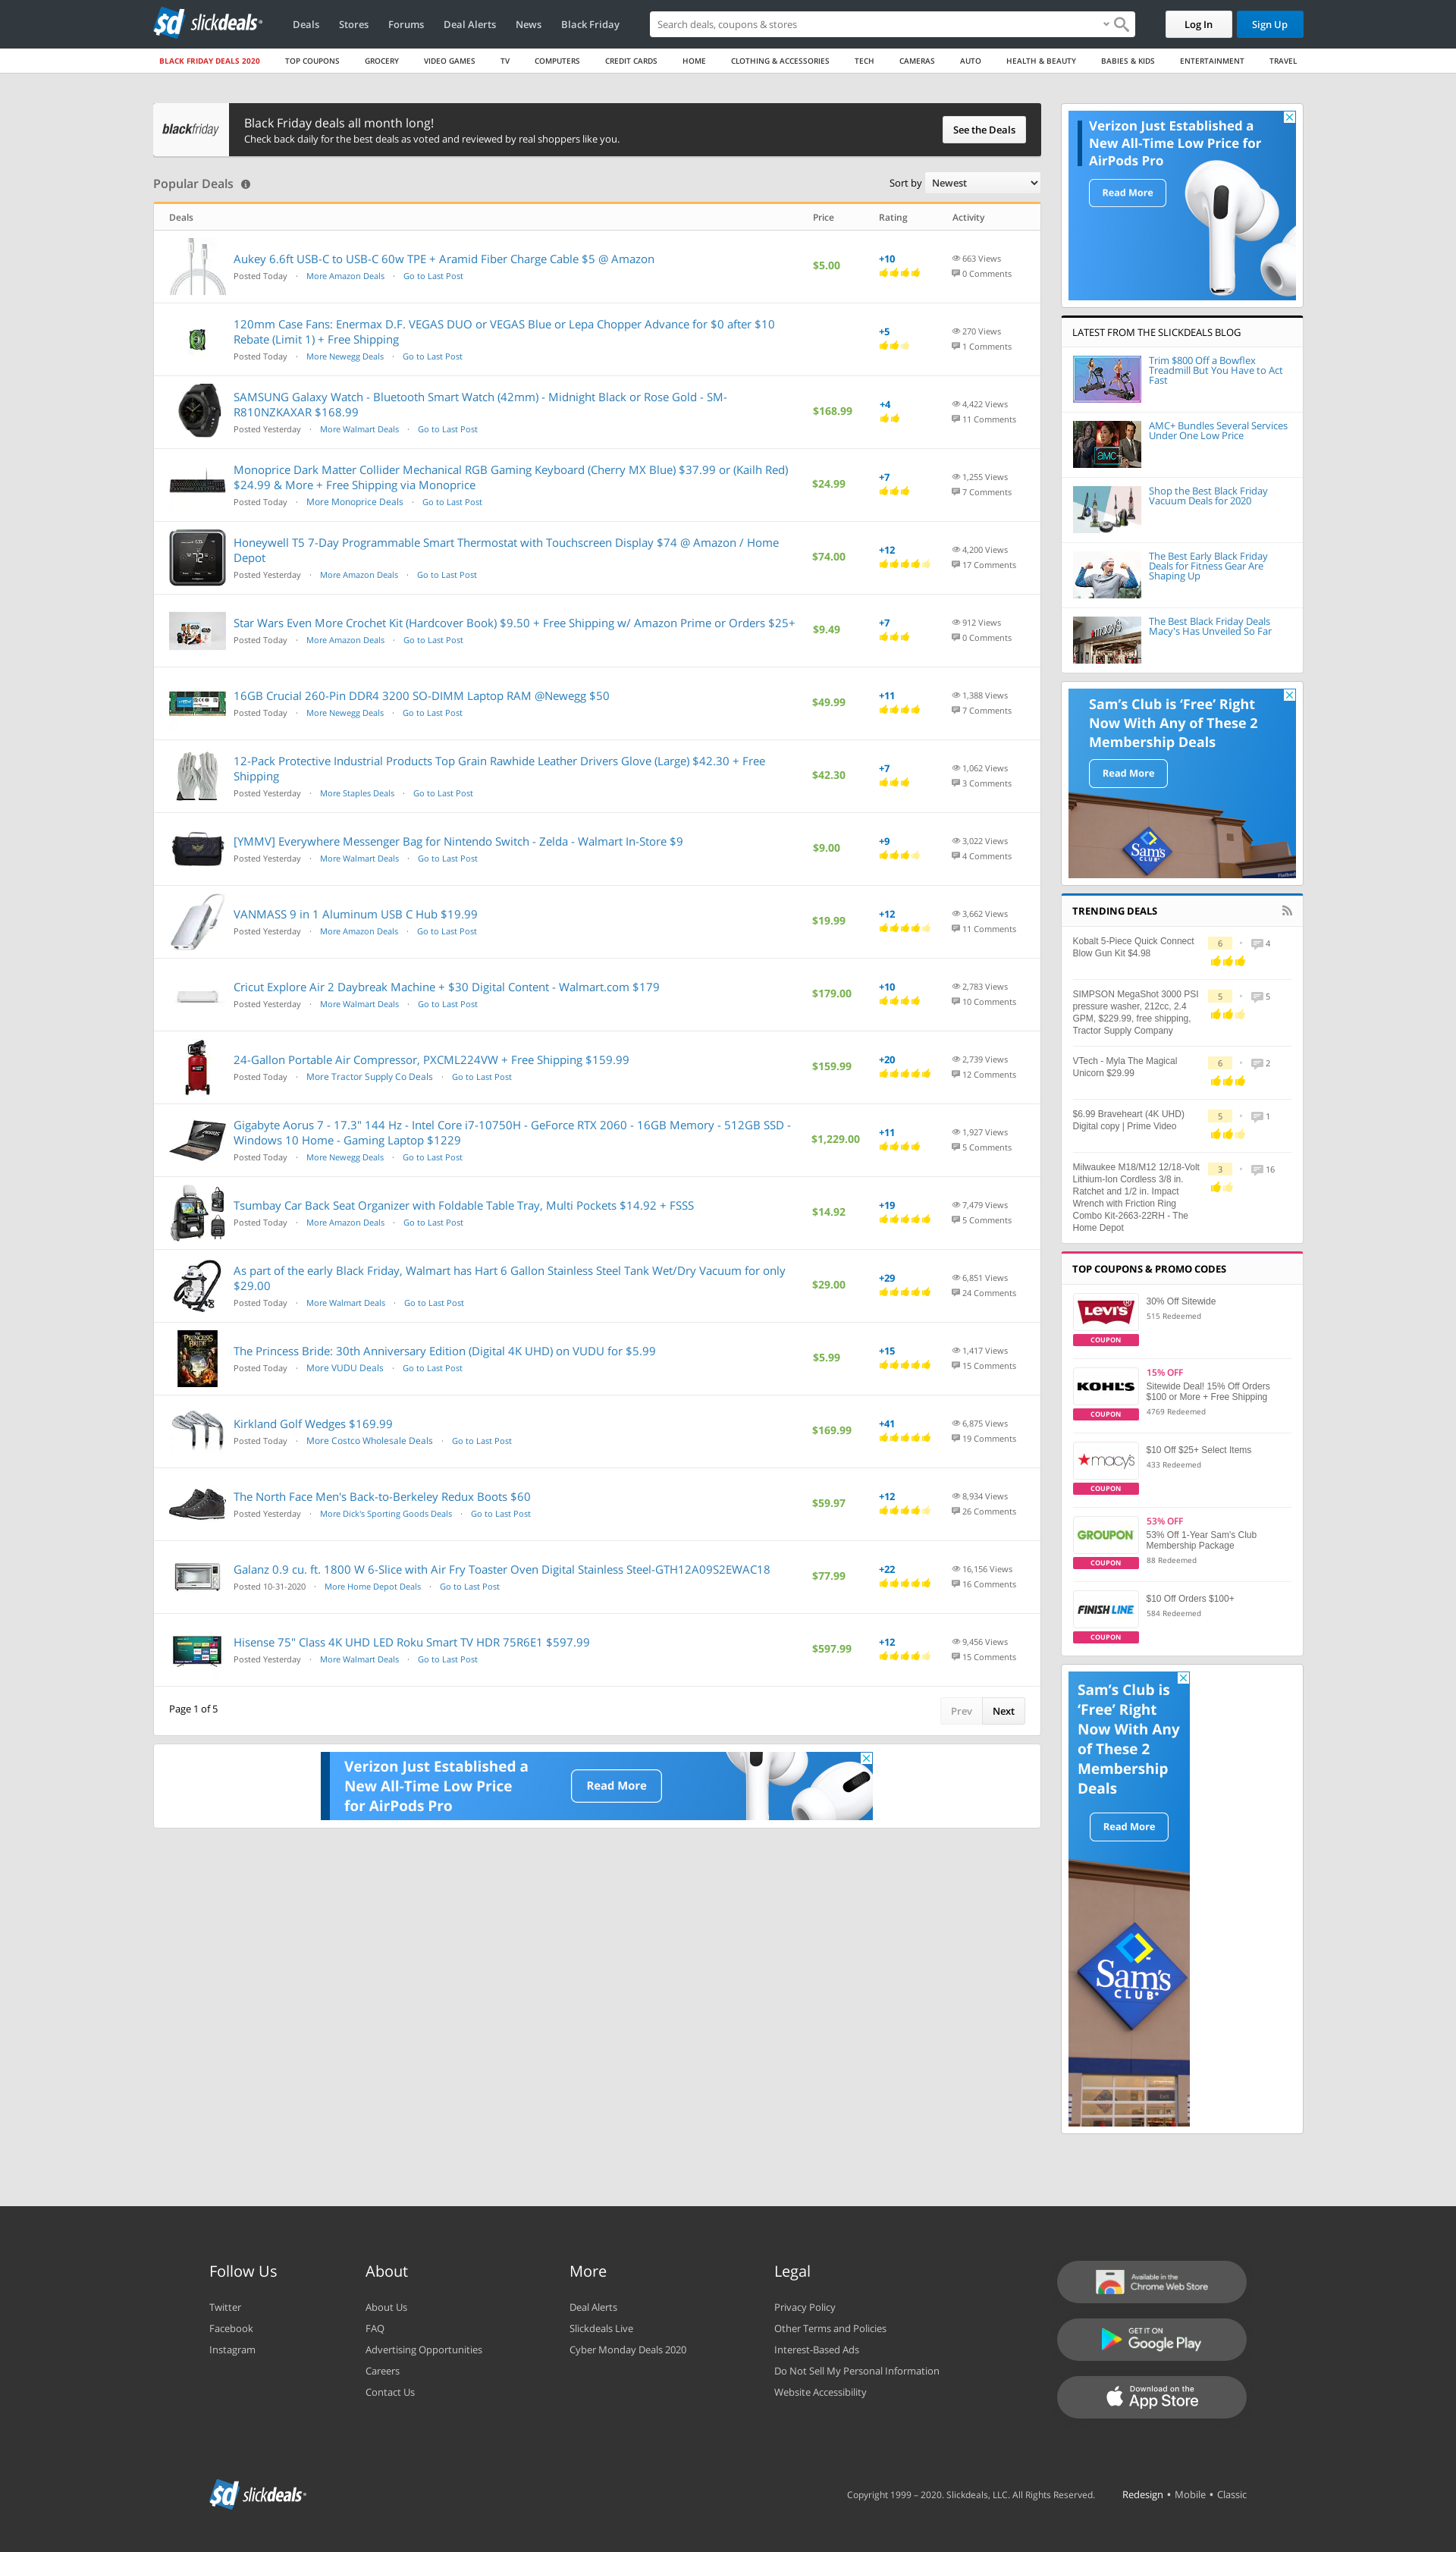 sd slickdeals
Deals Stores Forums Deal Alerts News Black Friday
Search deals, coupons & stores
Log In
Sign Up
BLACK FRIDAY DEALS 2020 TOP COUPONS GROCERY VIDEO GAMES TV COMPUTERS CREDIT CARDS HOME CLOTHING & ACCESSORIES TECH CAMERAS AUTO HEALTH & BEAUTY BABIES & KIDS ENTERTAINMENT TRAVEL
blackfriday
Black Friday deals all month long!
Check back daily for the best deals as voted and reviewed by real shoppers like you.
See the Deals
Popular Deals
Sort by Newest
Deals Price Rating Activity
Aukey 6.6ft USB-C to USB-C 60w TPE + Aramid Fiber Charge Cable $5 @ Amazon
Posted Today · More Amazon Deals · Go to Last Post
$5.00
+10
663 Views
0 Comments
120mm Case Fans: Enermax D.F. VEGAS DUO or VEGAS Blue or Lepa Chopper Advance for $0 after $10
Rebate (Limit 1) + Free Shipping
Posted Today · More Newegg Deals · Go to Last Post
+5
270 Views
1 Comments
SAMSUNG Galaxy Watch - Bluetooth Smart Watch (42mm) - Midnight Black or Rose Gold - SM-
R810NZKAXAR $168.99
Posted Yesterday · More Walmart Deals · Go to Last Post
$168.99
+4
4,422 Views
11 Comments
Monoprice Dark Matter Collider Mechanical RGB Gaming Keyboard (Cherry MX Blue) $37.99 or (Kailh Red)
$24.99 & More + Free Shipping via Monoprice
Posted Today · More Monoprice Deals · Go to Last Post
$24.99
+7
1,255 Views
7 Comments
Honeywell T5 7-Day Programmable Smart Thermostat with Touchscreen Display $74 @ Amazon / Home
Depot
Posted Yesterday · More Amazon Deals · Go to Last Post
$74.00
+12
4,200 Views
17 Comments
Star Wars Even More Crochet Kit (Hardcover Book) $9.50 + Free Shipping w/ Amazon Prime or Orders $25+
Posted Today · More Amazon Deals · Go to Last Post
$9.49
+7
912 Views
0 Comments
16GB Crucial 260-Pin DDR4 3200 SO-DIMM Laptop RAM @Newegg $50
Posted Today · More Newegg Deals · Go to Last Post
$49.99
+11
1,388 Views
7 Comments
12-Pack Protective Industrial Products Top Grain Rawhide Leather Drivers Glove (Large) $42.30 + Free
Shipping
Posted Yesterday · More Staples Deals · Go to Last Post
$42.30
+7
1,062 Views
3 Comments
[YMMV] Everywhere Messenger Bag for Nintendo Switch - Zelda - Walmart In-Store $9
Posted Yesterday · More Walmart Deals · Go to Last Post
$9.00
+9
3,022 Views
4 Comments
VANMASS 9 in 1 Aluminum USB C Hub $19.99
Posted Yesterday · More Amazon Deals · Go to Last Post
$19.99
+12
3,662 Views
11 Comments
Cricut Explore Air 2 Daybreak Machine + $30 Digital Content - Walmart.com $179
Posted Yesterday · More Walmart Deals · Go to Last Post
$179.00
+10
2,783 Views
10 Comments
24-Gallon Portable Air Compressor, PXCML224VW + Free Shipping $159.99
Posted Today · More Tractor Supply Co Deals · Go to Last Post
$159.99
+20
2,739 Views
12 Comments
Gigabyte Aorus 7 - 17.3" 144 Hz - Intel Core i7-10750H - GeForce RTX 2060 - 16GB Memory - 512GB SSD -
Windows 10 Home - Gaming Laptop $1229
Posted Today · More Newegg Deals · Go to Last Post
$1,229.00
+11
1,927 Views
5 Comments
Tsumbay Car Back Seat Organizer with Foldable Table Tray, Multi Pockets $14.92 + FSSS
Posted Today · More Amazon Deals · Go to Last Post
$14.92
+19
7,479 Views
5 Comments
As part of the early Black Friday, Walmart has Hart 6 Gallon Stainless Steel Tank Wet/Dry Vacuum for only
$29.00
Posted Today · More Walmart Deals · Go to Last Post
$29.00
+29
6,851 Views
24 Comments
The Princess Bride: 30th Anniversary Edition (Digital 4K UHD) on VUDU for $5.99
Posted Today · More VUDU Deals · Go to Last Post
$5.99
+15
1,417 Views
15 Comments
Kirkland Golf Wedges $169.99
Posted Today · More Costco Wholesale Deals · Go to Last Post
$169.99
+41
6,875 Views
19 Comments
The North Face Men's Back-to-Berkeley Redux Boots $60
Posted Yesterday · More Dick's Sporting Goods Deals · Go to Last Post
$59.97
+12
8,934 Views
26 Comments
Galanz 0.9 cu. ft. 1800 W 6-Slice with Air Fry Toaster Oven Digital Stainless Steel-GTH12A09S2EWAC18
Posted 10-31-2020 · More Home Depot Deals · Go to Last Post
$77.99
+22
16,156 Views
16 Comments
Hisense 75" Class 4K UHD LED Roku Smart TV HDR 75R6E1 $597.99
Posted Yesterday · More Walmart Deals · Go to Last Post
$597.99
+12
9,456 Views
15 Comments
Page 1 of 5
Prev Next
Verizon Just Established a
New All-Time Low Price
for AirPods Pro
Read More
Verizon Just Established a
New All-Time Low Price for
AirPods Pro
Read More
LATEST FROM THE SLICKDEALS BLOG
Trim $800 Off a Bowflex
Treadmill But You Have to Act
Fast
AMC+ Bundles Several Services
Under One Low Price
Shop the Best Black Friday
Vacuum Deals for 2020
The Best Early Black Friday
Deals for Fitness Gear Are
Shaping Up
The Best Black Friday Deals
Macy's Has Unveiled So Far
Sam's Club is ‘Free’ Right
Now With Any of These 2
Membership Deals
Read More
Sam's
CLUB
TRENDING DEALS
Kobalt 5-Piece Quick Connect
Blow Gun Kit $4.98
6 • 4
SIMPSON MegaShot 3000 PSI
pressure washer, 212cc, 2.4
GPM, $229.99, free shipping,
Tractor Supply Company
5 • 5
VTech - Myla The Magical
Unicorn $29.99
6 • 2
$6.99 Braveheart (4K UHD)
Digital copy | Prime Video
5 • 1
Milwaukee M18/M12 12/18-Volt
Lithium-Ion Cordless 3/8 in.
Ratchet and 1/2 in. Impact
Wrench with Friction Ring
Combo Kit-2663-22RH - The
Home Depot
3 • 16
TOP COUPONS & PROMO CODES
LEVI'S
COUPON
30% Off Sitewide
515 Redeemed
KOHL'S
COUPON
15% OFF
Sitewide Deal! 15% Off Orders
$100 or More + Free Shipping
4769 Redeemed
macy's
COUPON
$10 Off $25+ Select Items
433 Redeemed
GROUPON
COUPON
53% OFF
53% Off 1-Year Sam's Club
Membership Package
88 Redeemed
FINISH LINE
COUPON
$10 Off Orders $100+
584 Redeemed
Sam's Club is
‘Free’ Right
Now With Any
of These 2
Membership
Deals
Read More
Sam's
CLUB
Follow Us
Twitter
Facebook
Instagram
About
About Us
FAQ
Advertising Opportunities
Careers
Contact Us
More
Deal Alerts
Slickdeals Live
Cyber Monday Deals 2020
Legal
Privacy Policy
Other Terms and Policies
Interest-Based Ads
Do Not Sell My Personal Information
Website Accessibility
Available in the
Chrome Web Store
GET IT ON
Google Play
Download on the
App Store
sd slickdeals
Copyright 1999 – 2020. Slickdeals, LLC. All Rights Reserved.
Redesign • Mobile • Classic